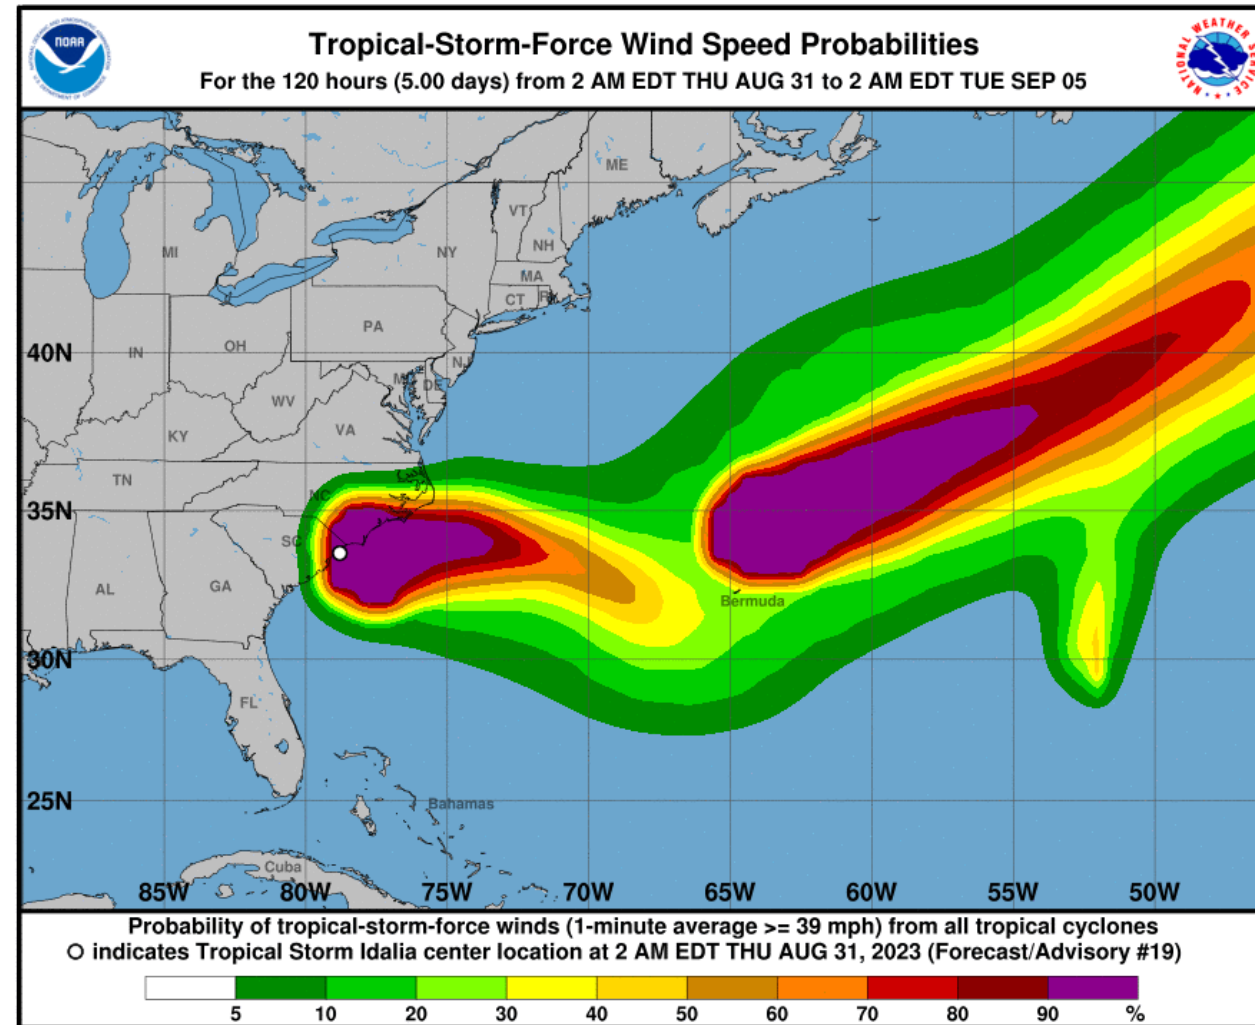 Tropical-Storm-Force Wind Speed Probabilities
For the 120 hours (5.00 days) from 2 AM EDT THU AUG 31 to 2 AM EDT TUE SEP 05
NOAA
NATIONAL WEATHER SERVICE
ME
VT
NH
MI
NY
MA
CT
PA
40N
IN
OH
NJ
DE
WV
KY
VA
TN
NC
35N
SC
AL
GA
Bermuda
30N
FL
25N
Bahamas
Cuba
85W 80W 75W 70W 65W 60W 55W 50W
Probability of tropical-storm-force winds (1-minute average >= 39 mph) from all tropical cyclones
indicates Tropical Storm Idalia center location at 2 AM EDT THU AUG 31, 2023 (Forecast/Advisory #19)
5 10 20 30 40 50 60 70 80 90 %